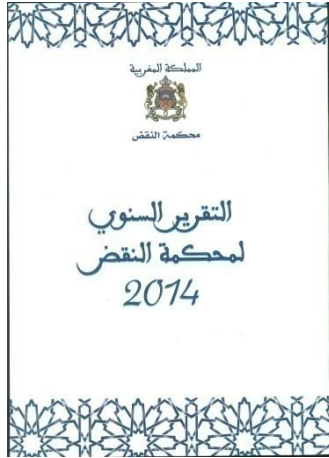 المملكة المغربية
محكمة النقض
التقرير السنوي
لمحكمة النقض
2014